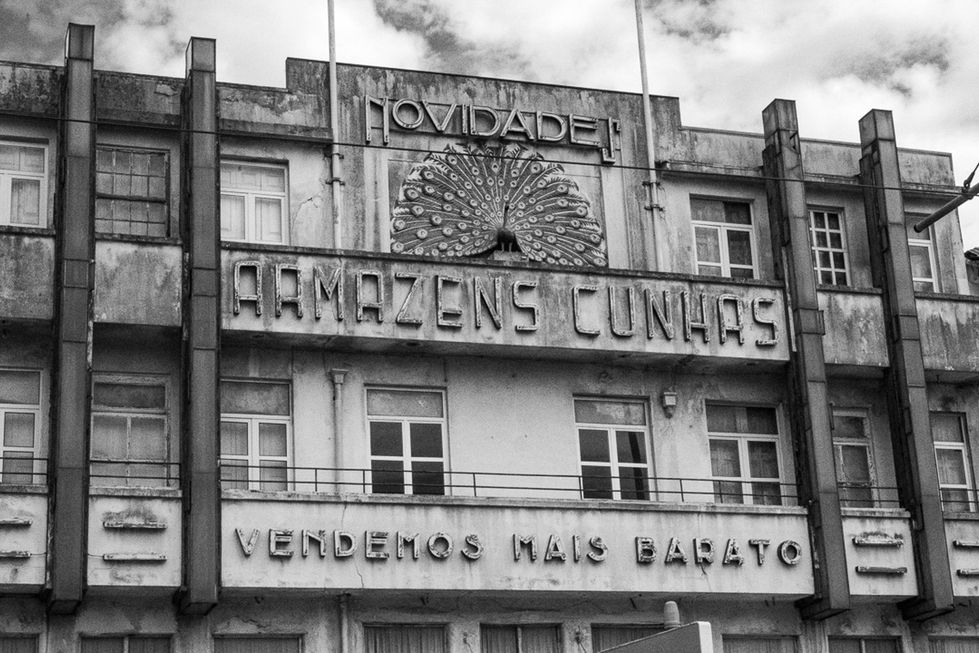 NOVIDADES
ARMAZENS CUNHAS
VENDEMOS MAIS BARATO